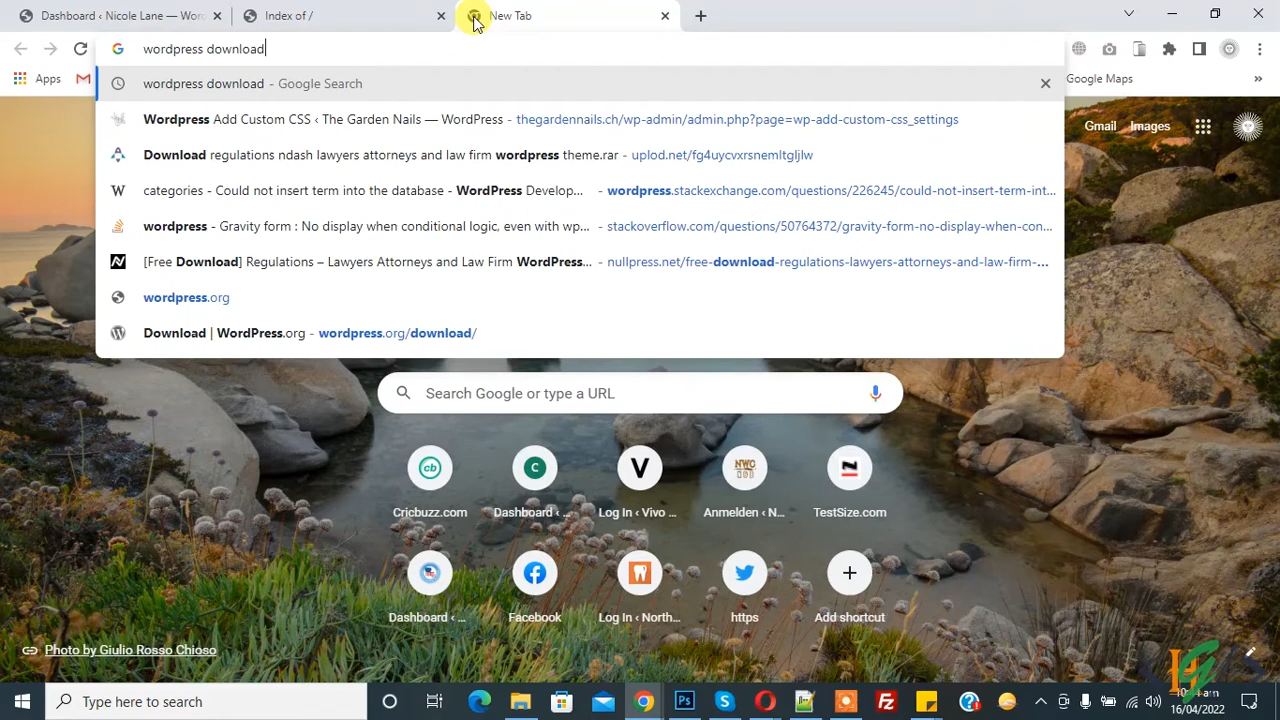 Dashboard ‹ Nicole Lane — Word
Index of /
New Tab
wordpress download
Apps
Google Maps
»
wordpress download - Google Search
Wordpress Add Custom CSS ‹ The Garden Nails — WordPress - thegardennails.ch/wp-admin/admin.php?page=wp-add-custom-css_settings
Download regulations ndash lawyers attorneys and law firm wordpress theme.rar - uplod.net/fg4uycvxrsnemltgljlw
categories - Could not insert term into the database - WordPress Develop... - wordpress.stackexchange.com/questions/226245/could-not-insert-term-int...
wordpress - Gravity form : No display when conditional logic, even with wp... - stackoverflow.com/questions/50764372/gravity-form-no-display-when-con...
[Free Download] Regulations – Lawyers Attorneys and Law Firm WordPress... - nullpress.net/free-download-regulations-lawyers-attorneys-and-law-firm-...
wordpress.org
Download | WordPress.org - wordpress.org/download/
Gmail Images
Search Google or type a URL
cb C V NWC
Cricbuzz.com Dashboard ‹ ... Log In ‹ Vivo ... Anmelden ‹ N... TestSize.com
Dashboard ‹ ... Facebook Log In ‹ North... https Add shortcut
Photo by Giulio Rosso Chioso
Type here to search
Ps
16/04/2022